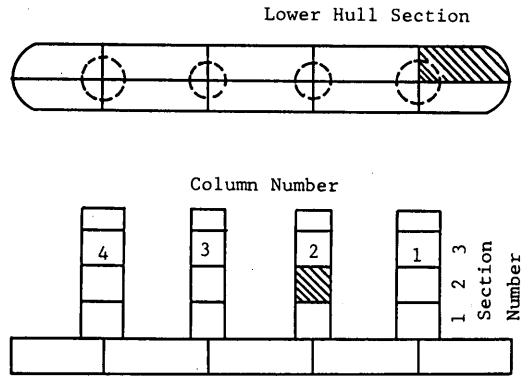 Lower Hull Section
Column Number
4 3 2 1
1 2 3
Section
Number